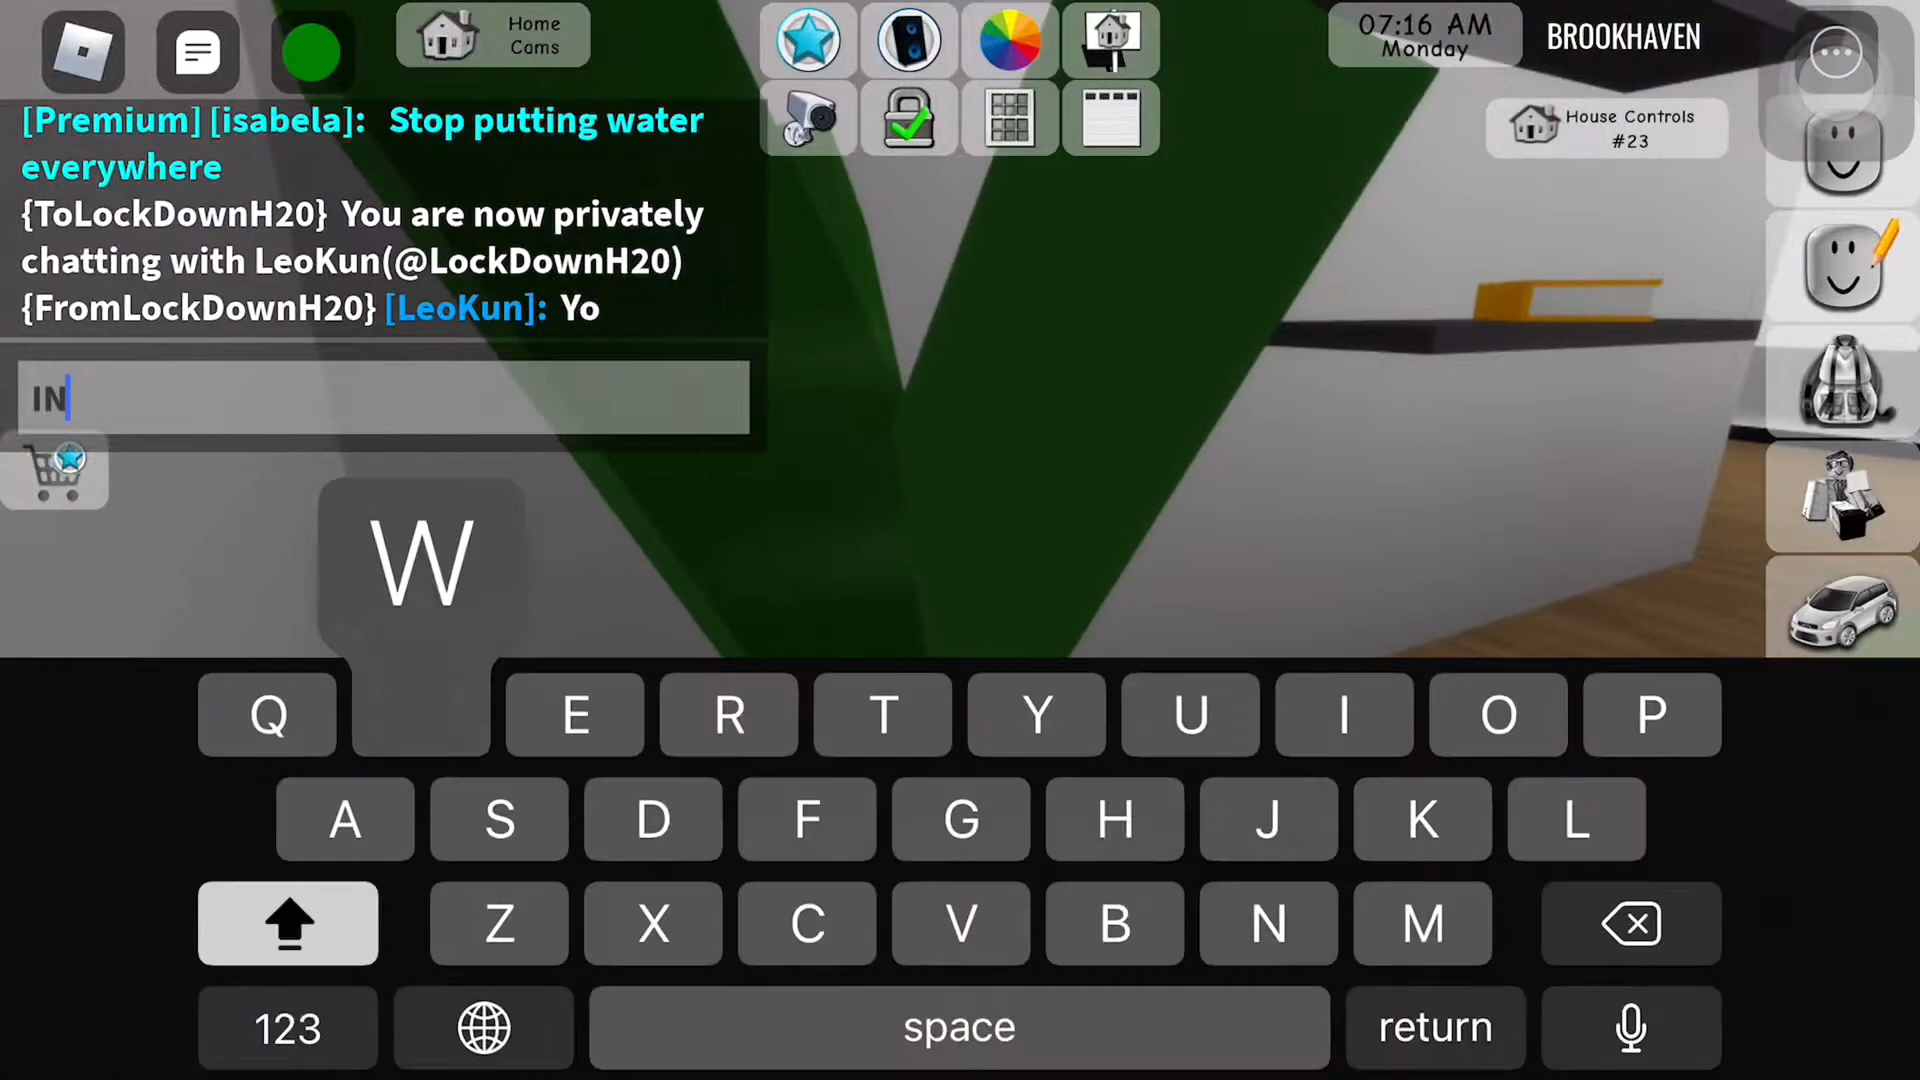 Home
Cams
07:16 AM
Monday
BROOKHAVEN
House Controls
#23
[Premium] [isabela]: Stop putting water
everywhere
{ToLockDownH20} You are now privately
chatting with LeoKun(@LockDownH20)
{FromLockDownH20} [LeoKun]: Yo
IN
W
Q E R T Y U I O P
A S D F G H J K L
Z X C V B N M
123 space return